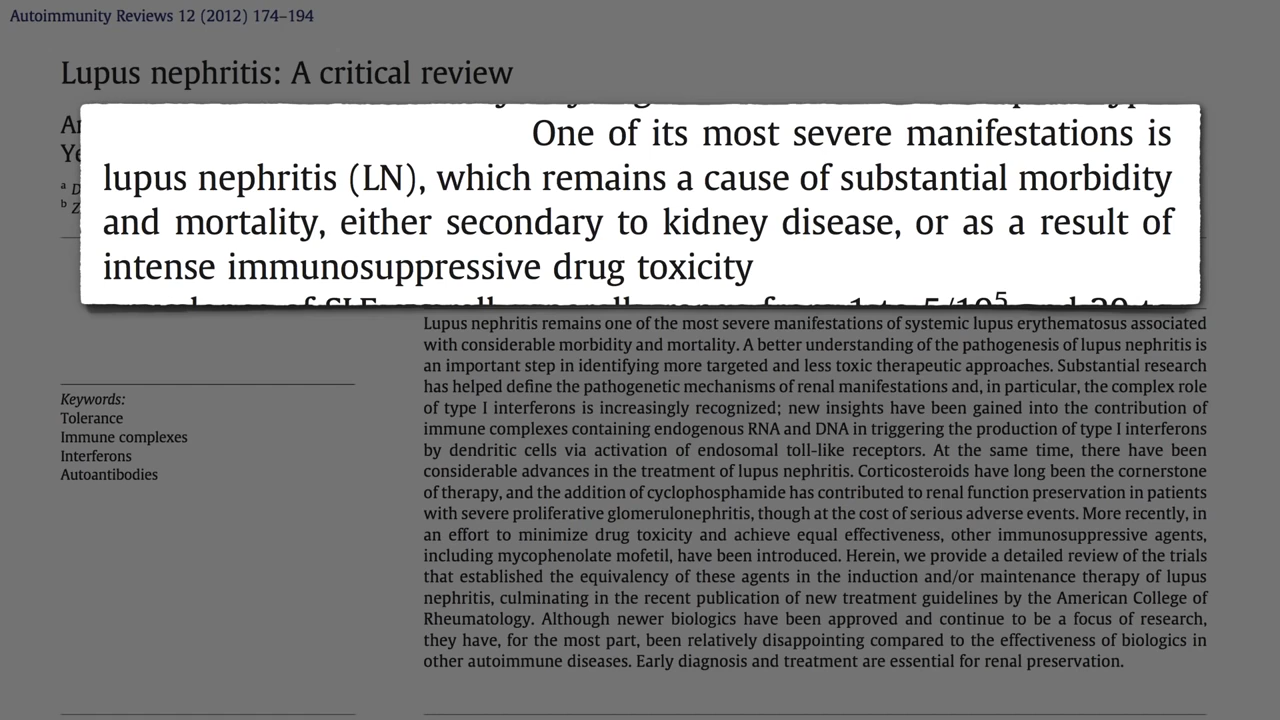 Autoimmunity Reviews 12 (2012) 174–194
Lupus nephritis: A critical review
One of its most severe manifestations is
lupus nephritis (LN), which remains a cause of substantial morbidity
and mortality, either secondary to kidney disease, or as a result of
intense immunosuppressive drug toxicity
Lupus nephritis remains one of the most severe manifestations of systemic lupus erythematosus associated
with considerable morbidity and mortality. A better understanding of the pathogenesis of lupus nephritis is
an important step in identifying more targeted and less toxic therapeutic approaches. Substantial research
has helped define the pathogenetic mechanisms of renal manifestations and, in particular, the complex role
of type I interferons is increasingly recognized; new insights have been gained into the contribution of
immune complexes containing endogenous RNA and DNA in triggering the production of type I interferons
by dendritic cells via activation of endosomal toll-like receptors. At the same time, there have been
considerable advances in the treatment of lupus nephritis. Corticosteroids have long been the cornerstone
of therapy, and the addition of cyclophosphamide has contributed to renal function preservation in patients
with severe proliferative glomerulonephritis, though at the cost of serious adverse events. More recently, in
an effort to minimize drug toxicity and achieve equal effectiveness, other immunosuppressive agents,
including mycophenolate mofetil, have been introduced. Herein, we provide a detailed review of the trials
that established the equivalency of these agents in the induction and/or maintenance therapy of lupus
nephritis, culminating in the recent publication of new treatment guidelines by the American College of
Rheumatology. Although newer biologics have been approved and continue to be a focus of research,
they have, for the most part, been relatively disappointing compared to the effectiveness of biologics in
other autoimmune diseases. Early diagnosis and treatment are essential for renal preservation.
Keywords:
Tolerance
Immune complexes
Interferons
Autoantibodies